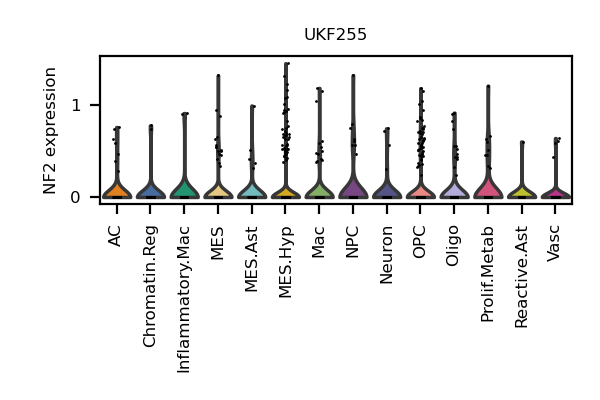 UKF255
NF2 expression
1
0
AC
Chromatin.Reg
Inflammatory.Mac
MES
MES.Ast
MES.Hyp
Mac
NPC
Neuron
OPC
Oligo
Prolif.Metab
Reactive.Ast
Vasc